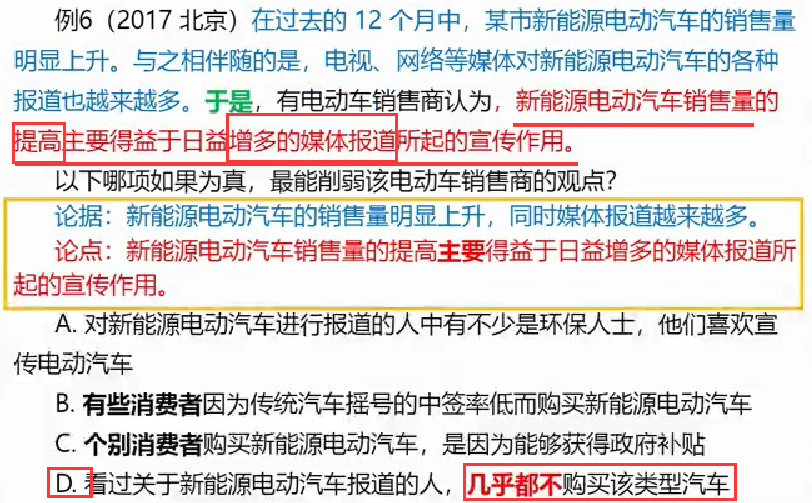 例6（2017 北京）在过去的 12 个月中，某市新能源电动汽车的销售量
明显上升。与之相伴随的是，电视、网络等媒体对新能源电动汽车的各种
报道也越来越多。于是，有电动车销售商认为，新能源电动汽车销售量的
提高主要得益于日益增多的媒体报道所起的宣传作用。
以下哪项如果为真，最能削弱该电动车销售商的观点？
论据：新能源电动汽车的销售量明显上升，同时媒体报道越来越多。
论点：新能源电动汽车销售量的提高主要得益于日益增多的媒体报道所
起的宣传作用。
A. 对新能源电动汽车进行报道的人中有不少是环保人士，他们喜欢宣
传电动汽车
B. 有些消费者因为传统汽车摇号的中签率低而购买新能源电动汽车
C. 个别消费者购买新能源电动汽车，是因为能够获得政府补贴
D. 看过关于新能源电动汽车报道的人，几乎都不购买该类型汽车